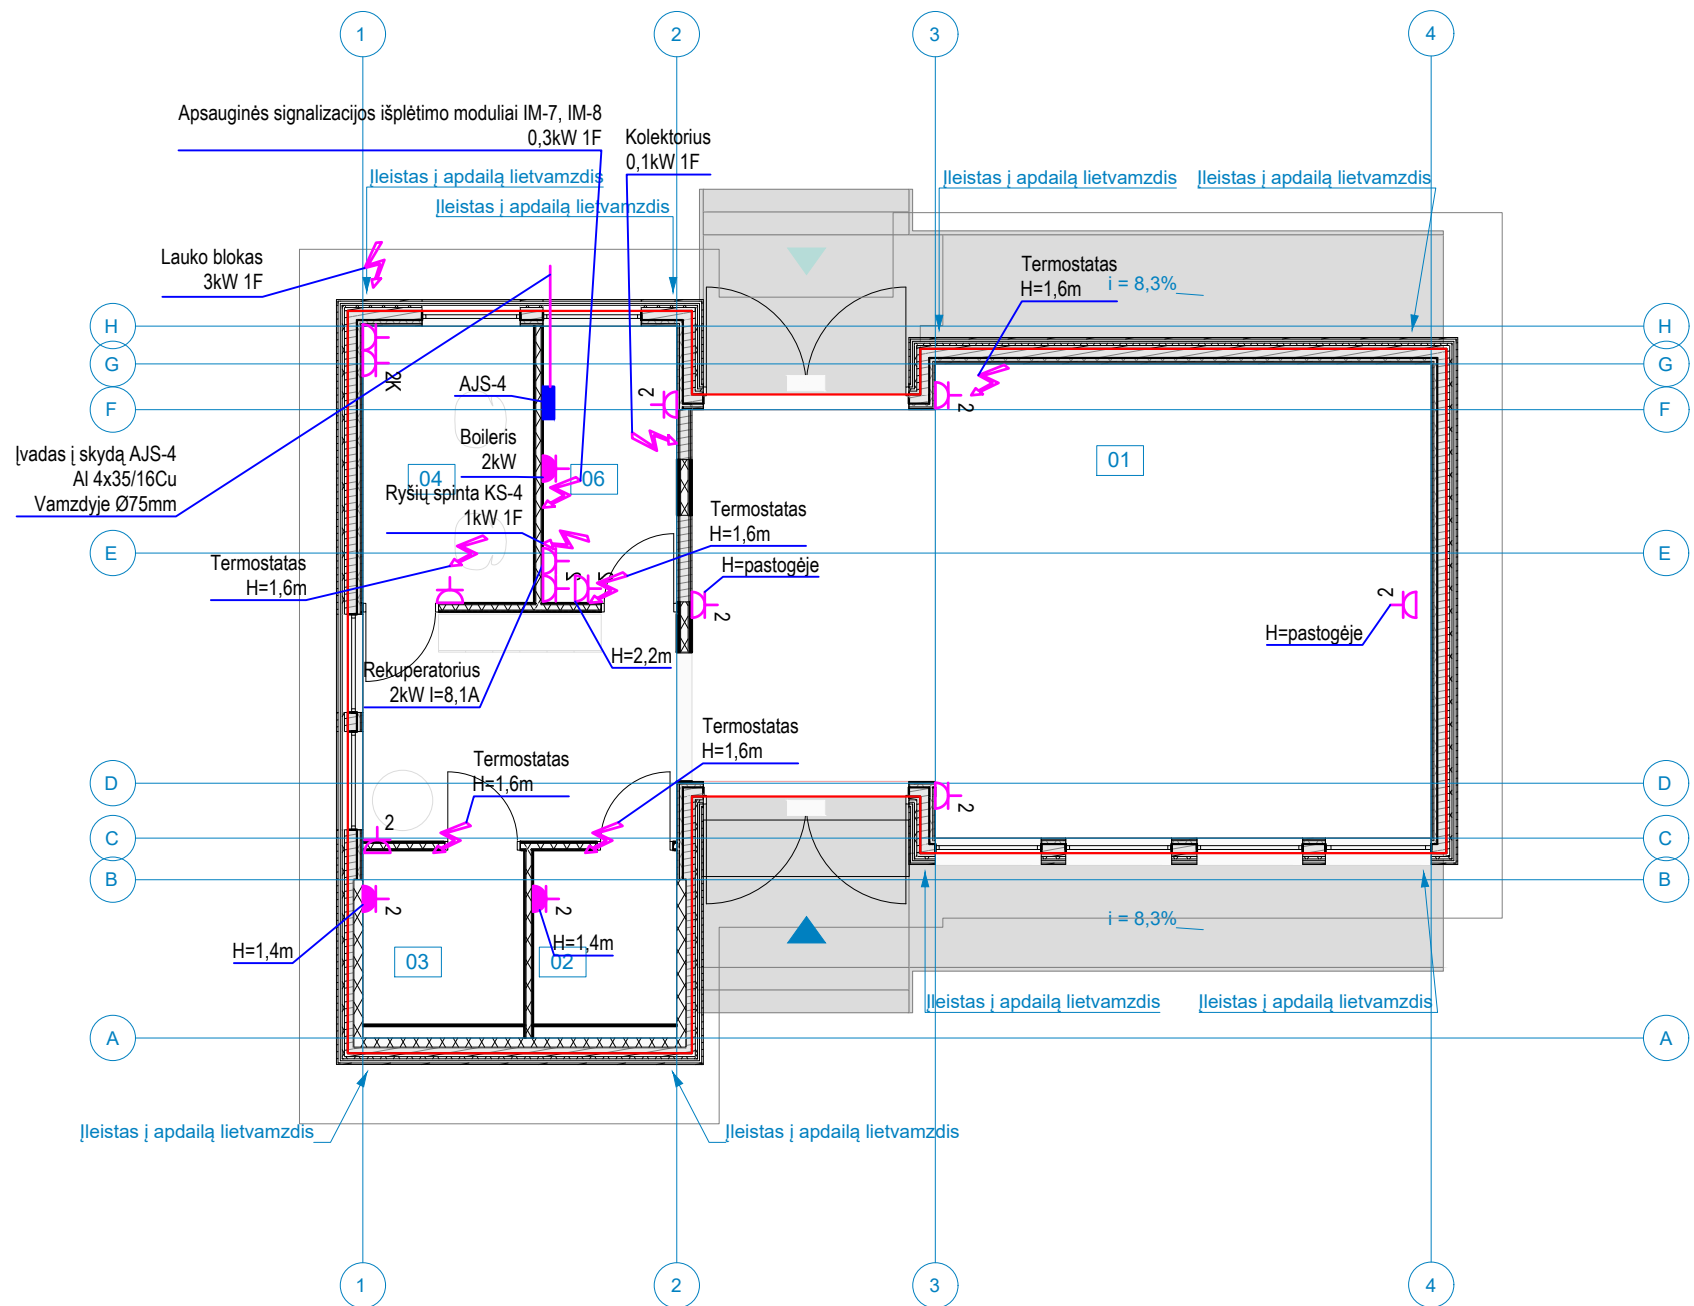 1
2
3
4
Apsauginės signalizacijos išplėtimo moduliai IM-7, IM-8
0,3kW 1F
Kolektorius
0,1kW 1F
Įleistas į apdailą lietvamzdis
Įleistas į apdailą lietvamzdis
Įleistas į apdailą lietvamzdis
Įleistas į apdailą lietvamzdis
Lauko blokas
3kW 1F
Termostatas
H=1,6m
i = 8,3%
H
H
G
G
2K
AJS-4
2
2
F
F
Boileris
2kW
Įvadas į skydą AJS-4
Al 4x35/16Cu
Vamzdyje Ø75mm
04
06
01
Ryšių spinta KS-4
1kW 1F
Termostatas
H=1,6m
E
E
Termostatas
H=1,6m
H=pastogėje
2
2
2
2
H=pastogėje
H=2,2m
Rekuperatorius
2kW I=8,1A
Termostatas
H=1,6m
Termostatas
H=1,6m
D
D
2
2
C
C
B
B
2
2
i = 8,3%
H=1,4m
H=1,4m
03
02
Įleistas į apdailą lietvamzdis
Įleistas į apdailą lietvamzdis
A
A
Įleistas į apdailą lietvamzdis
Įleistas į apdailą lietvamzdis
1
2
3
4